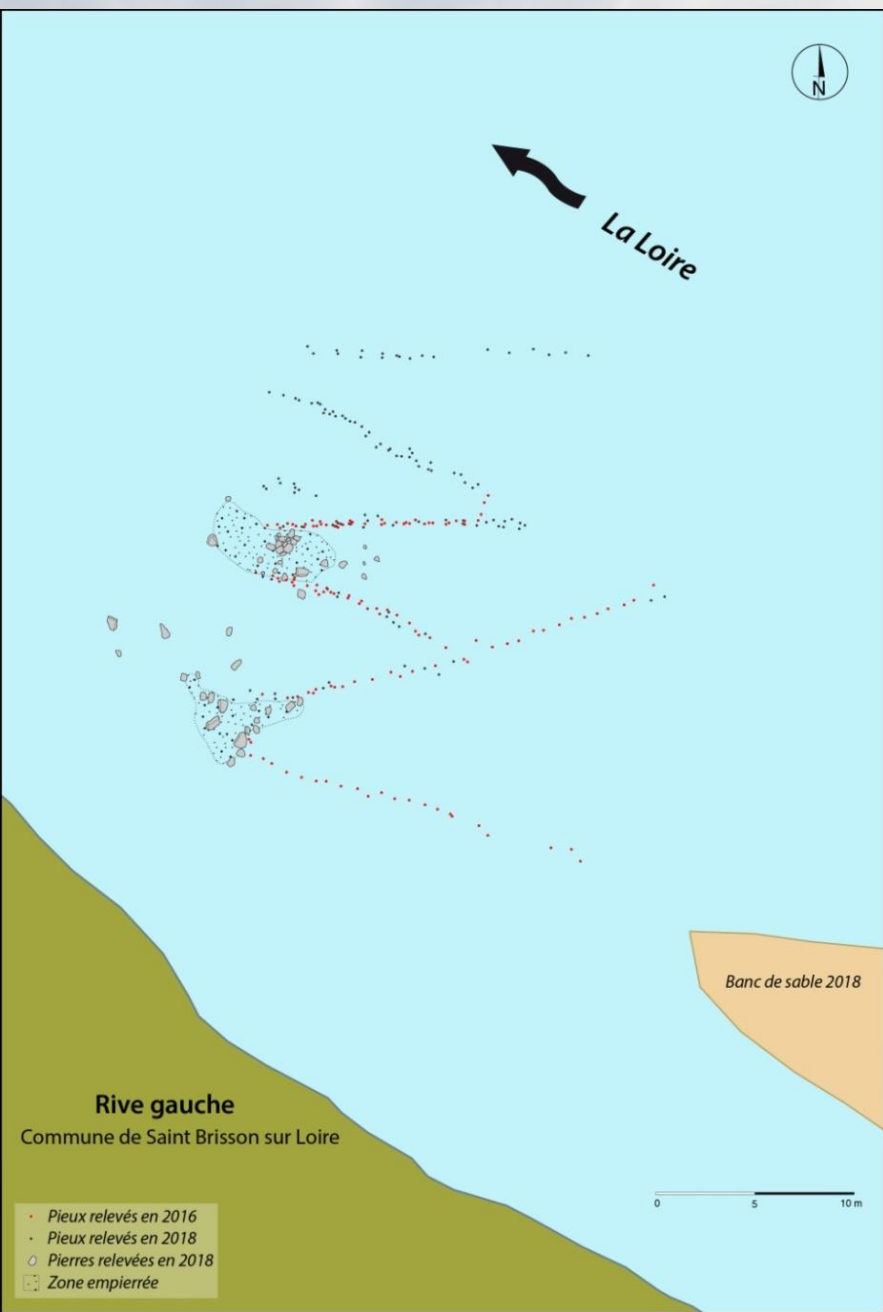 N
La Loire
Banc de sable 2018
Rive gauche
Commune de Saint Brisson sur Loire
0 5 10 m
Pieux relevés en 2016
Pieux relevés en 2018
Pierres relevées en 2018
Zone empierrée